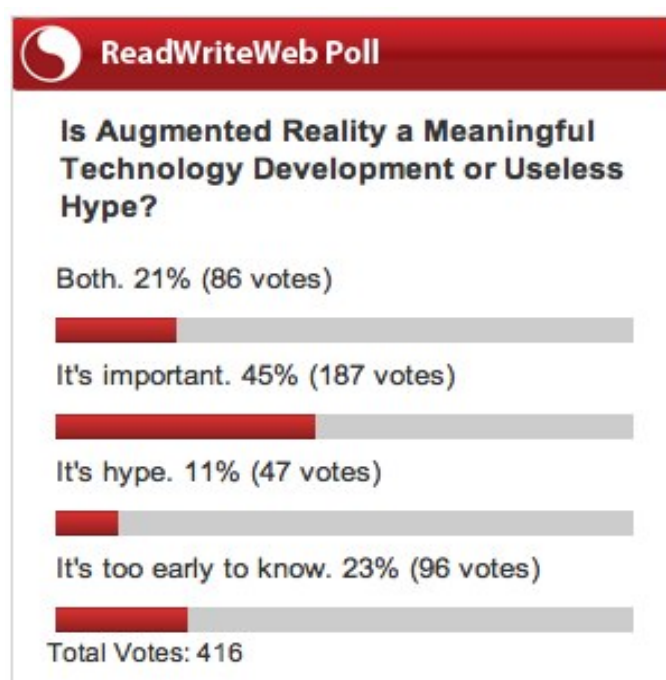 ReadWriteWeb Poll
Is Augmented Reality a Meaningful
Technology Development or Useless
Hype?
Both. 21% (86 votes)
It's important. 45% (187 votes)
It's hype. 11% (47 votes)
It's too early to know. 23% (96 votes)
Total Votes: 416